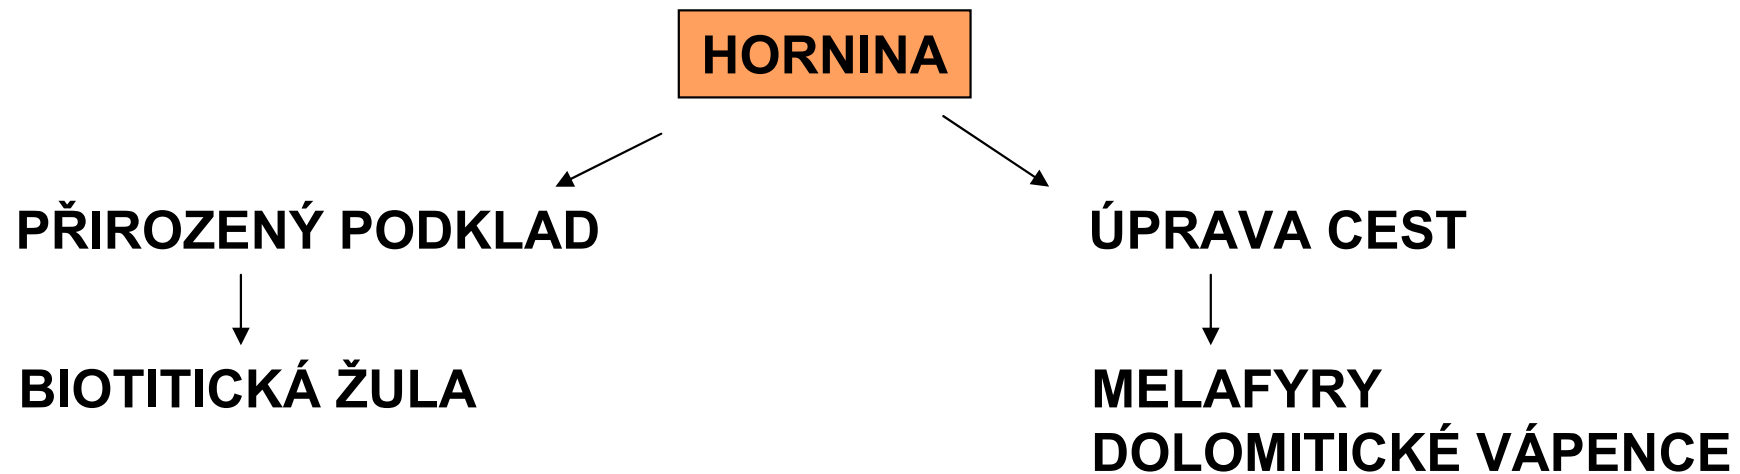 HORNINA
PŘIROZENÝ PODKLAD
ÚPRAVA CEST
BIOTITICKÁ ŽULA
MELAFYRY
DOLOMITICKÉ VÁPENCE